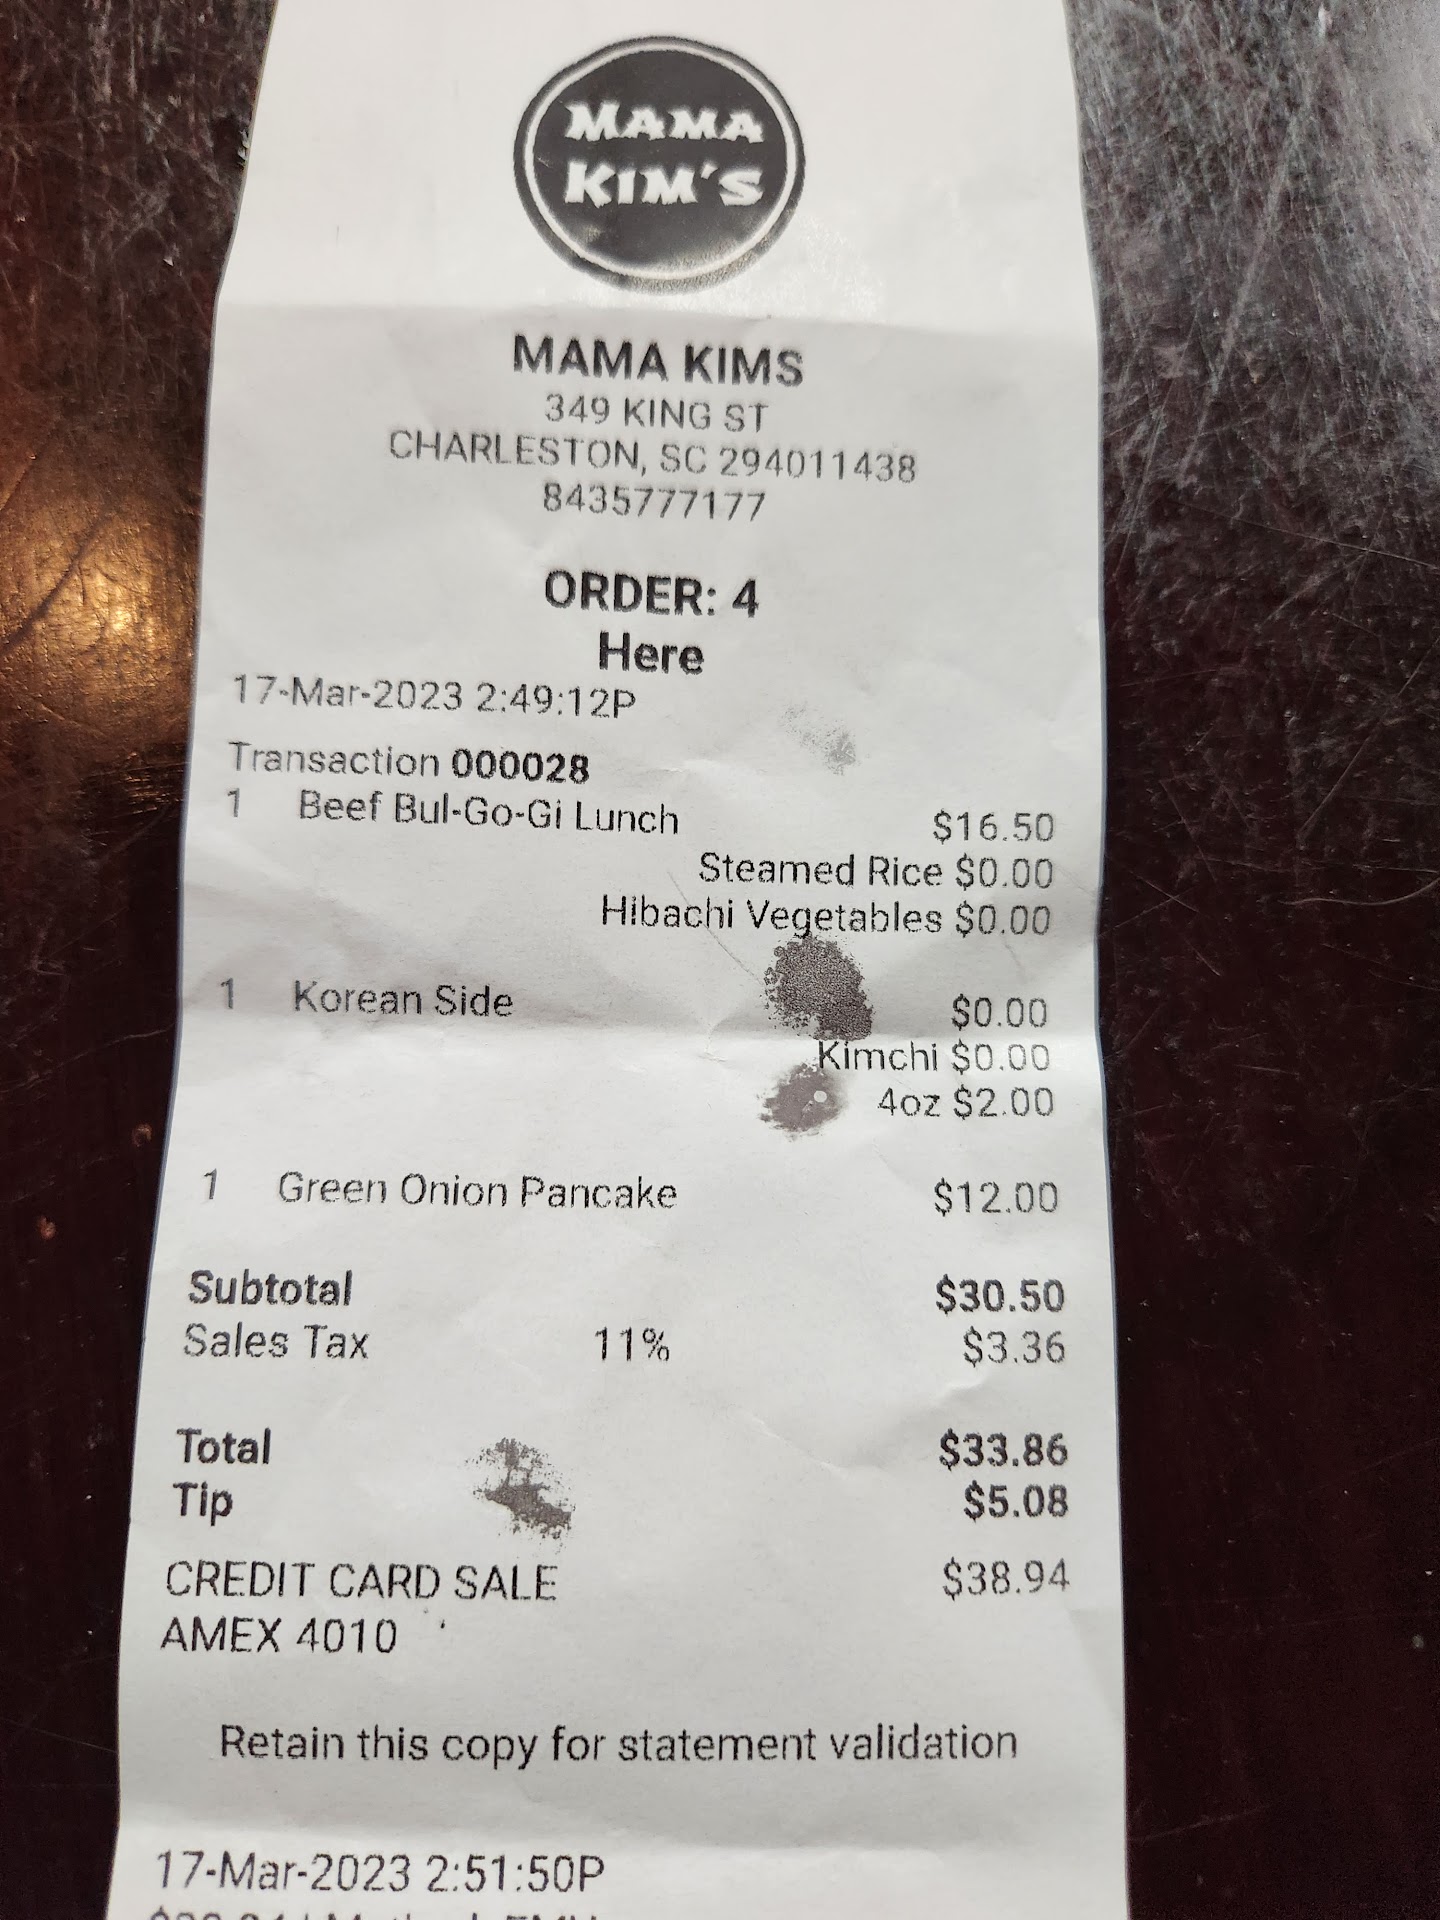 MAMA
KIM'S
MAMA KIMS
349 KING ST
CHARLESTON, SC 294011438
8435777177
ORDER: 4
Here
17-Mar-2023 2:49:12P
Transaction 000028
1 Beef Bul-Go-Gi Lunch $16.50
Steamed Rice $0.00
Hibachi Vegetables $0.00
1 Korean Side $0.00
Kimchi $0.00
4oz $2.00
1 Green Onion Pancake $12.00
Subtotal $30.50
Sales Tax 11% $3.36
Total $33.86
Tip $5.08
CREDIT CARD SALE $38.94
AMEX 4010
Retain this copy for statement validation
17-Mar-2023 2:51:50P